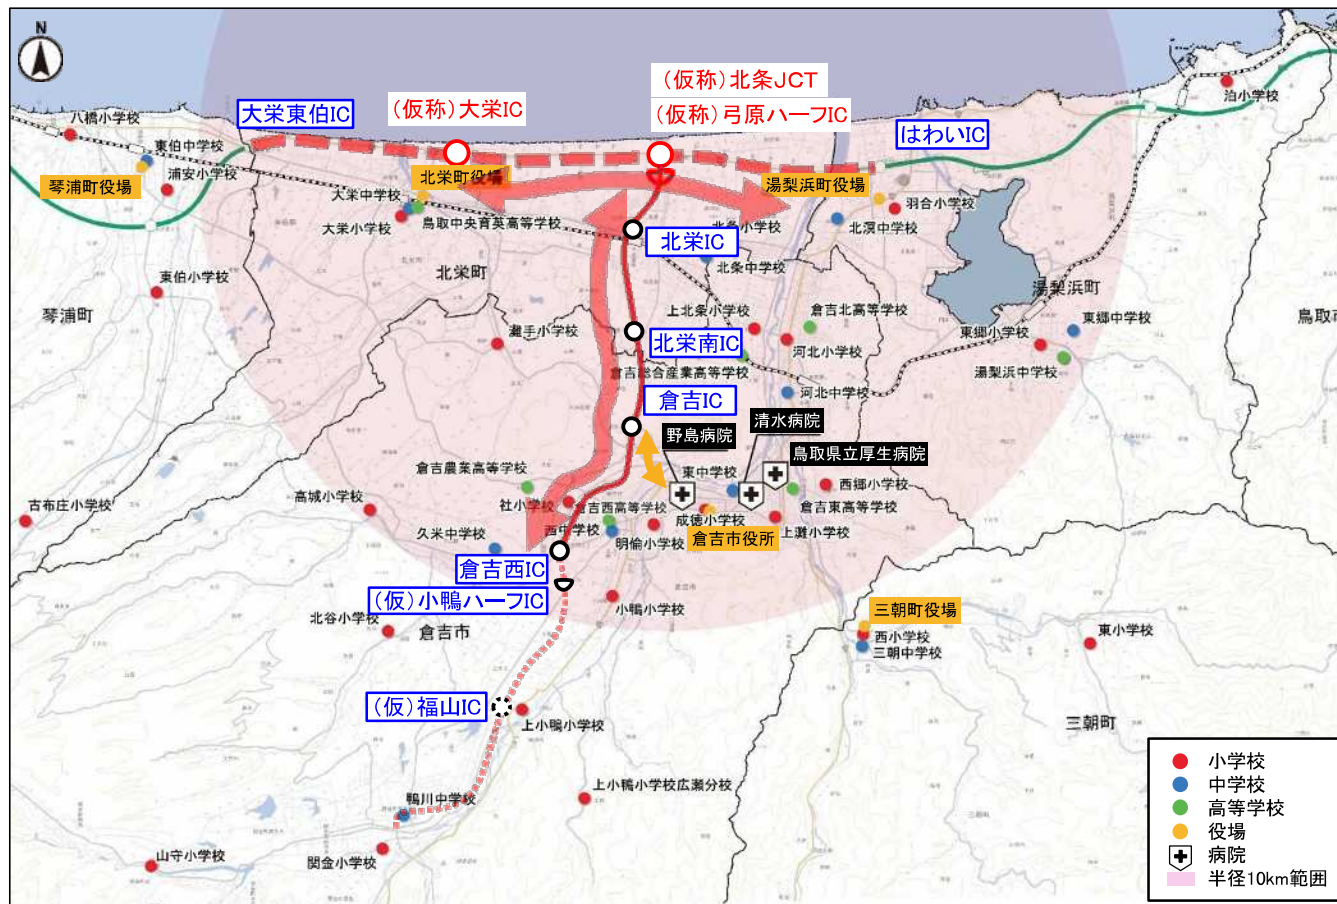 N
(仮称)北条JCT
(仮称)弓原ハーフIC
(仮称)大栄IC
大栄東伯IC
はわいIC
泊小学校
八橋小学校
東伯中学校
浦安小学校
琴浦町役場
北栄町役場
湯梨浜町役場
大栄中学校
大栄小学校
鳥取中央育英高等学校
北条小学校
羽合小学校
北溟中学校
北栄IC
北条中学校
北栄町
東伯小学校
琴浦町
湯梨浜町
鳥取市
上北条小学校
倉吉北高等学校
東郷小学校
東郷中学校
灘手小学校
北栄南IC
河北小学校
倉吉総合産業高等学校
湯梨浜中学校
河北中学校
倉吉IC
清水病院
野島病院
鳥取県立厚生病院
倉吉農業高等学校
東中学校
西郷小学校
高城小学校
社小学校
倉吉西高等学校
成徳小学校
倉吉東高等学校
古布庄小学校
久米中学校
西中学校
明倫小学校
倉吉市役所
上灘小学校
倉吉西IC
(仮)小鴨ハーフIC
小鴨小学校
北谷小学校
倉吉市
三朝町役場
西小学校
三朝中学校
東小学校
(仮)福山IC
上小鴨小学校
三朝町
上小鴨小学校広瀬分校
鴨川中学校
関金小学校
山守小学校
小学校
中学校
高等学校
役場
病院
半径10km範囲